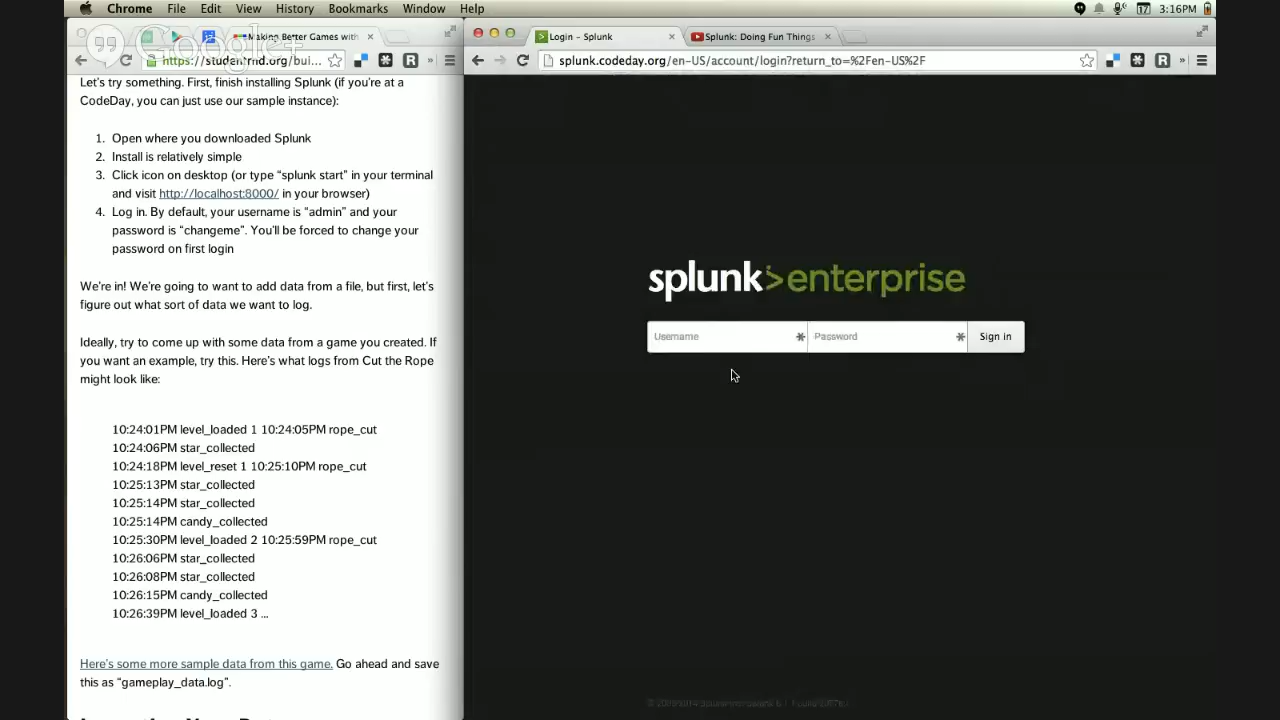 Chrome File Edit View History Bookmarks Window Help 17 3:16PM
Making Better Games with
Login – Splunk
Splunk: Doing Fun Things
Google+
https://studentrnd.org/bui...
splunk.codeday.org/en-US/account/login?return_to=%2Fen-US%2F
Let's try something. First, finish installing Splunk (if you're at a
CodeDay, you can just use our sample instance):
1. Open where you downloaded Splunk
2. Install is relatively simple
3. Click icon on desktop (or type “splunk start” in your terminal
and visit http://localhost:8000/ in your browser)
4. Log in. By default, your username is “admin” and your
password is “changeme”. You'll be forced to change your
password on first login
We're in! We're going to want to add data from a file, but first, let's
figure out what sort of data we want to log.
Ideally, try to come up with some data from a game you created. If
you want an example, try this. Here's what logs from Cut the Rope
might look like:
10:24:01PM level_loaded 1 10:24:05PM rope_cut
10:24:06PM star_collected
10:24:18PM level_reset 1 10:25:10PM rope_cut
10:25:13PM star_collected
10:25:14PM star_collected
10:25:14PM candy_collected
10:25:30PM level_loaded 2 10:25:59PM rope_cut
10:26:06PM star_collected
10:26:08PM star_collected
10:26:15PM candy_collected
10:26:39PM level_loaded 3 ...
Here's some more sample data from this game. Go ahead and save
this as “gameplay_data.log”.
splunk>enterprise
Username
Password
Sign in